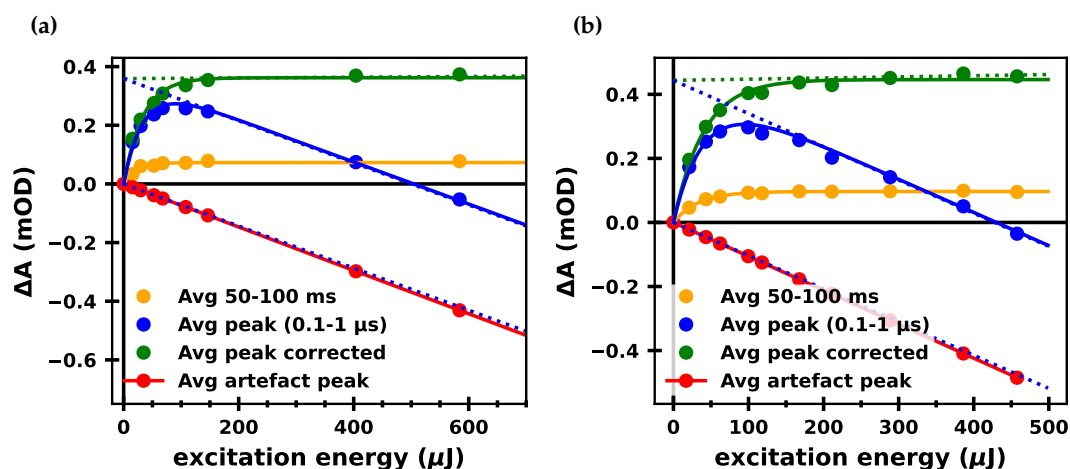 (a)
(b)
0.4
0.2
0.0
−0.2
−0.4
−0.6
ΔA (mOD)
Avg 50-100 ms
Avg peak (0.1-1 μs)
Avg peak corrected
Avg artefact peak
0 200 400 600
excitation energy (μJ)
0.4
0.2
0.0
−0.2
−0.4
ΔA (mOD)
Avg 50-100 ms
Avg peak (0.1-1 μs)
Avg peak corrected
Avg artefact peak
0 100 200 300 400 500
excitation energy (μJ)